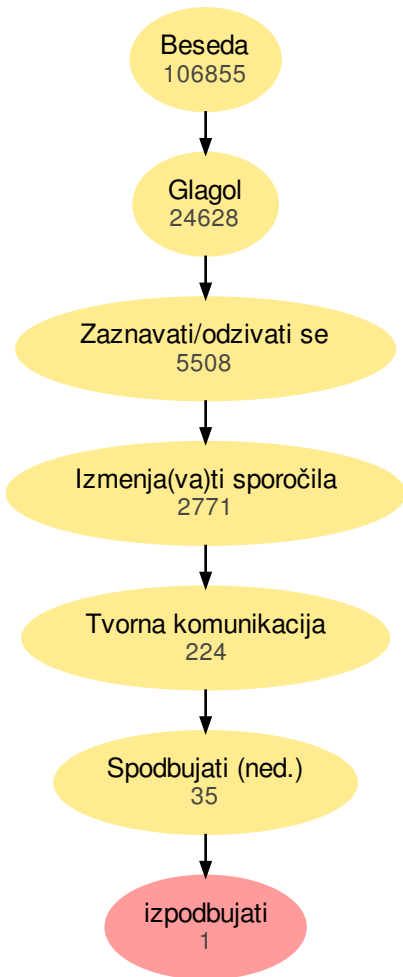 Beseda
106855
Glagol
24628
Zaznavati/odzivati se
5508
Izmenja(va)ti sporočila
2771
Tvorna komunikacija
224
Spodbujati (ned.)
35
izpodbujati
1